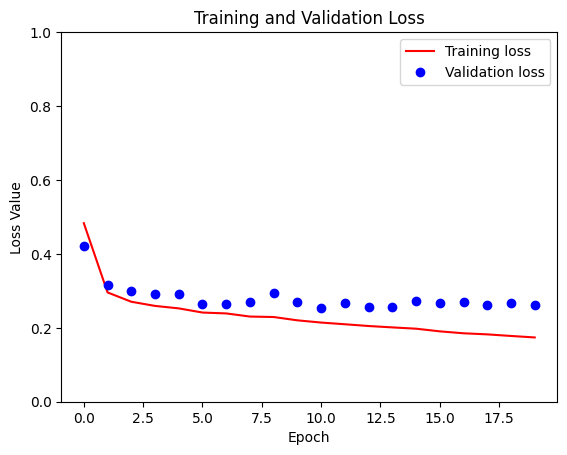 Training and Validation Loss
Training loss
Validation loss
Loss Value
1.0
0.8
0.6
0.4
0.2
0.0
0.0 2.5 5.0 7.5 10.0 12.5 15.0 17.5
Epoch